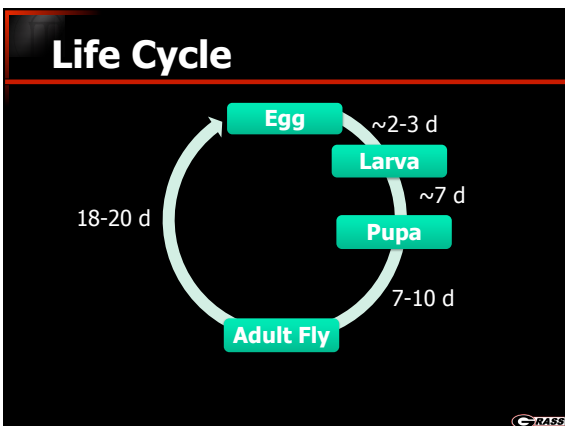 Life Cycle
Egg
~2-3 d
Larva
~7 d
18-20 d
Pupa
7-10 d
Adult Fly
GRASS